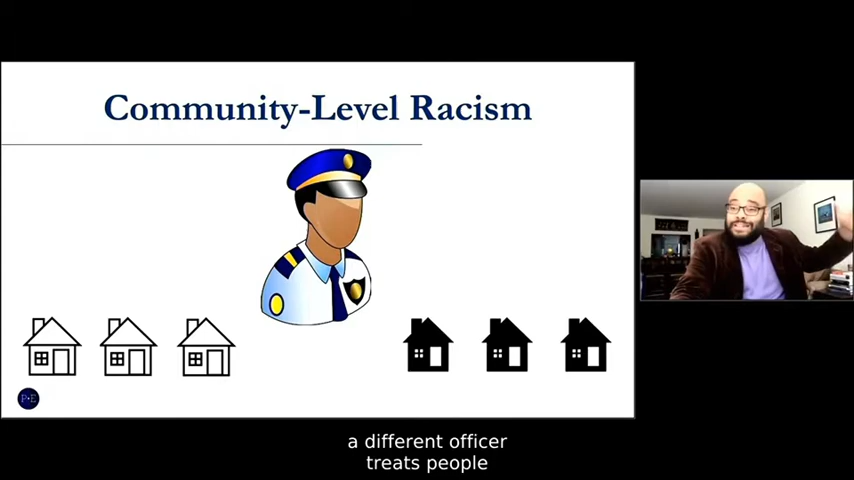 Community-Level Racism
P•E
a different officer
treats people